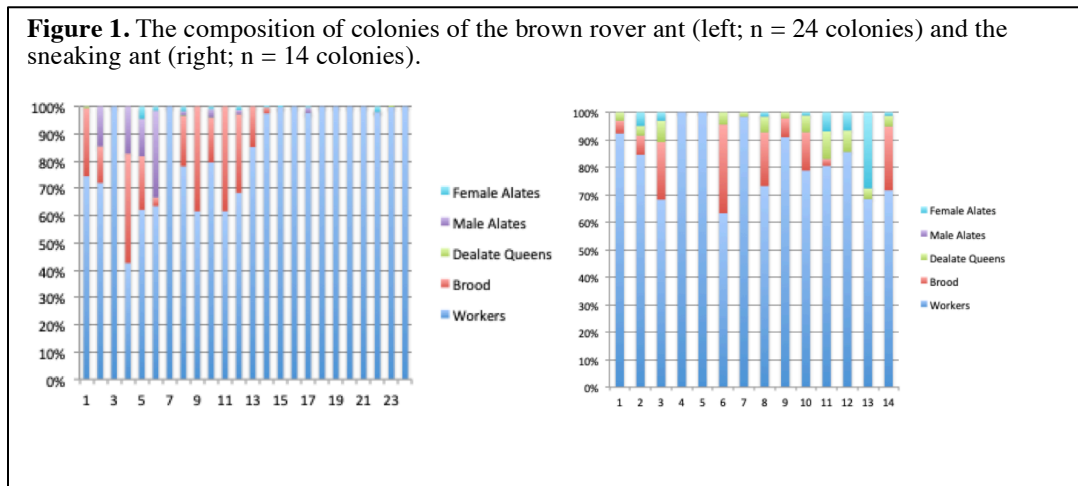 Figure 1. The composition of colonies of the brown rover ant (left; n = 24 colonies) and the
sneaking ant (right; n = 14 colonies).
100%
90%
80%
70%
60%
50%
40%
30%
20%
10%
0%
1 3 5 7 9 11 13 15 17 19 21 23
Female Alates
Male Alates
Dealate Queens
Brood
Workers
100%
90%
80%
70%
60%
50%
40%
30%
20%
10%
0%
1 2 3 4 5 6 7 8 9 10 11 12 13 14
Female Alates
Male Alates
Dealate Queens
Brood
Workers